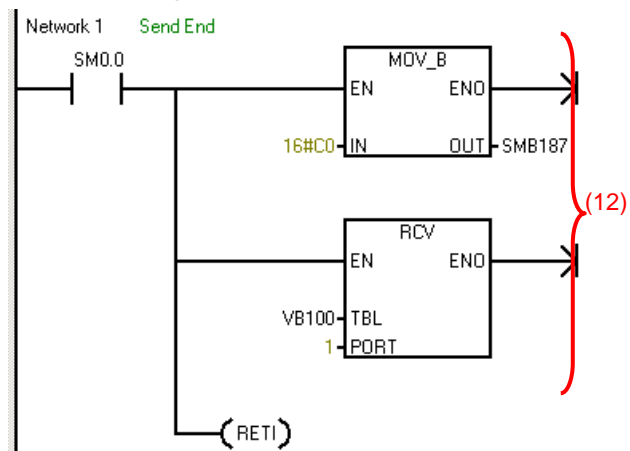 Network 1 Send End
SM0.0
MOV_B
EN ENO
16#C0 IN OUT SMB187
(12)
RCV
EN ENO
VB100 TBL
1 PORT
RETI